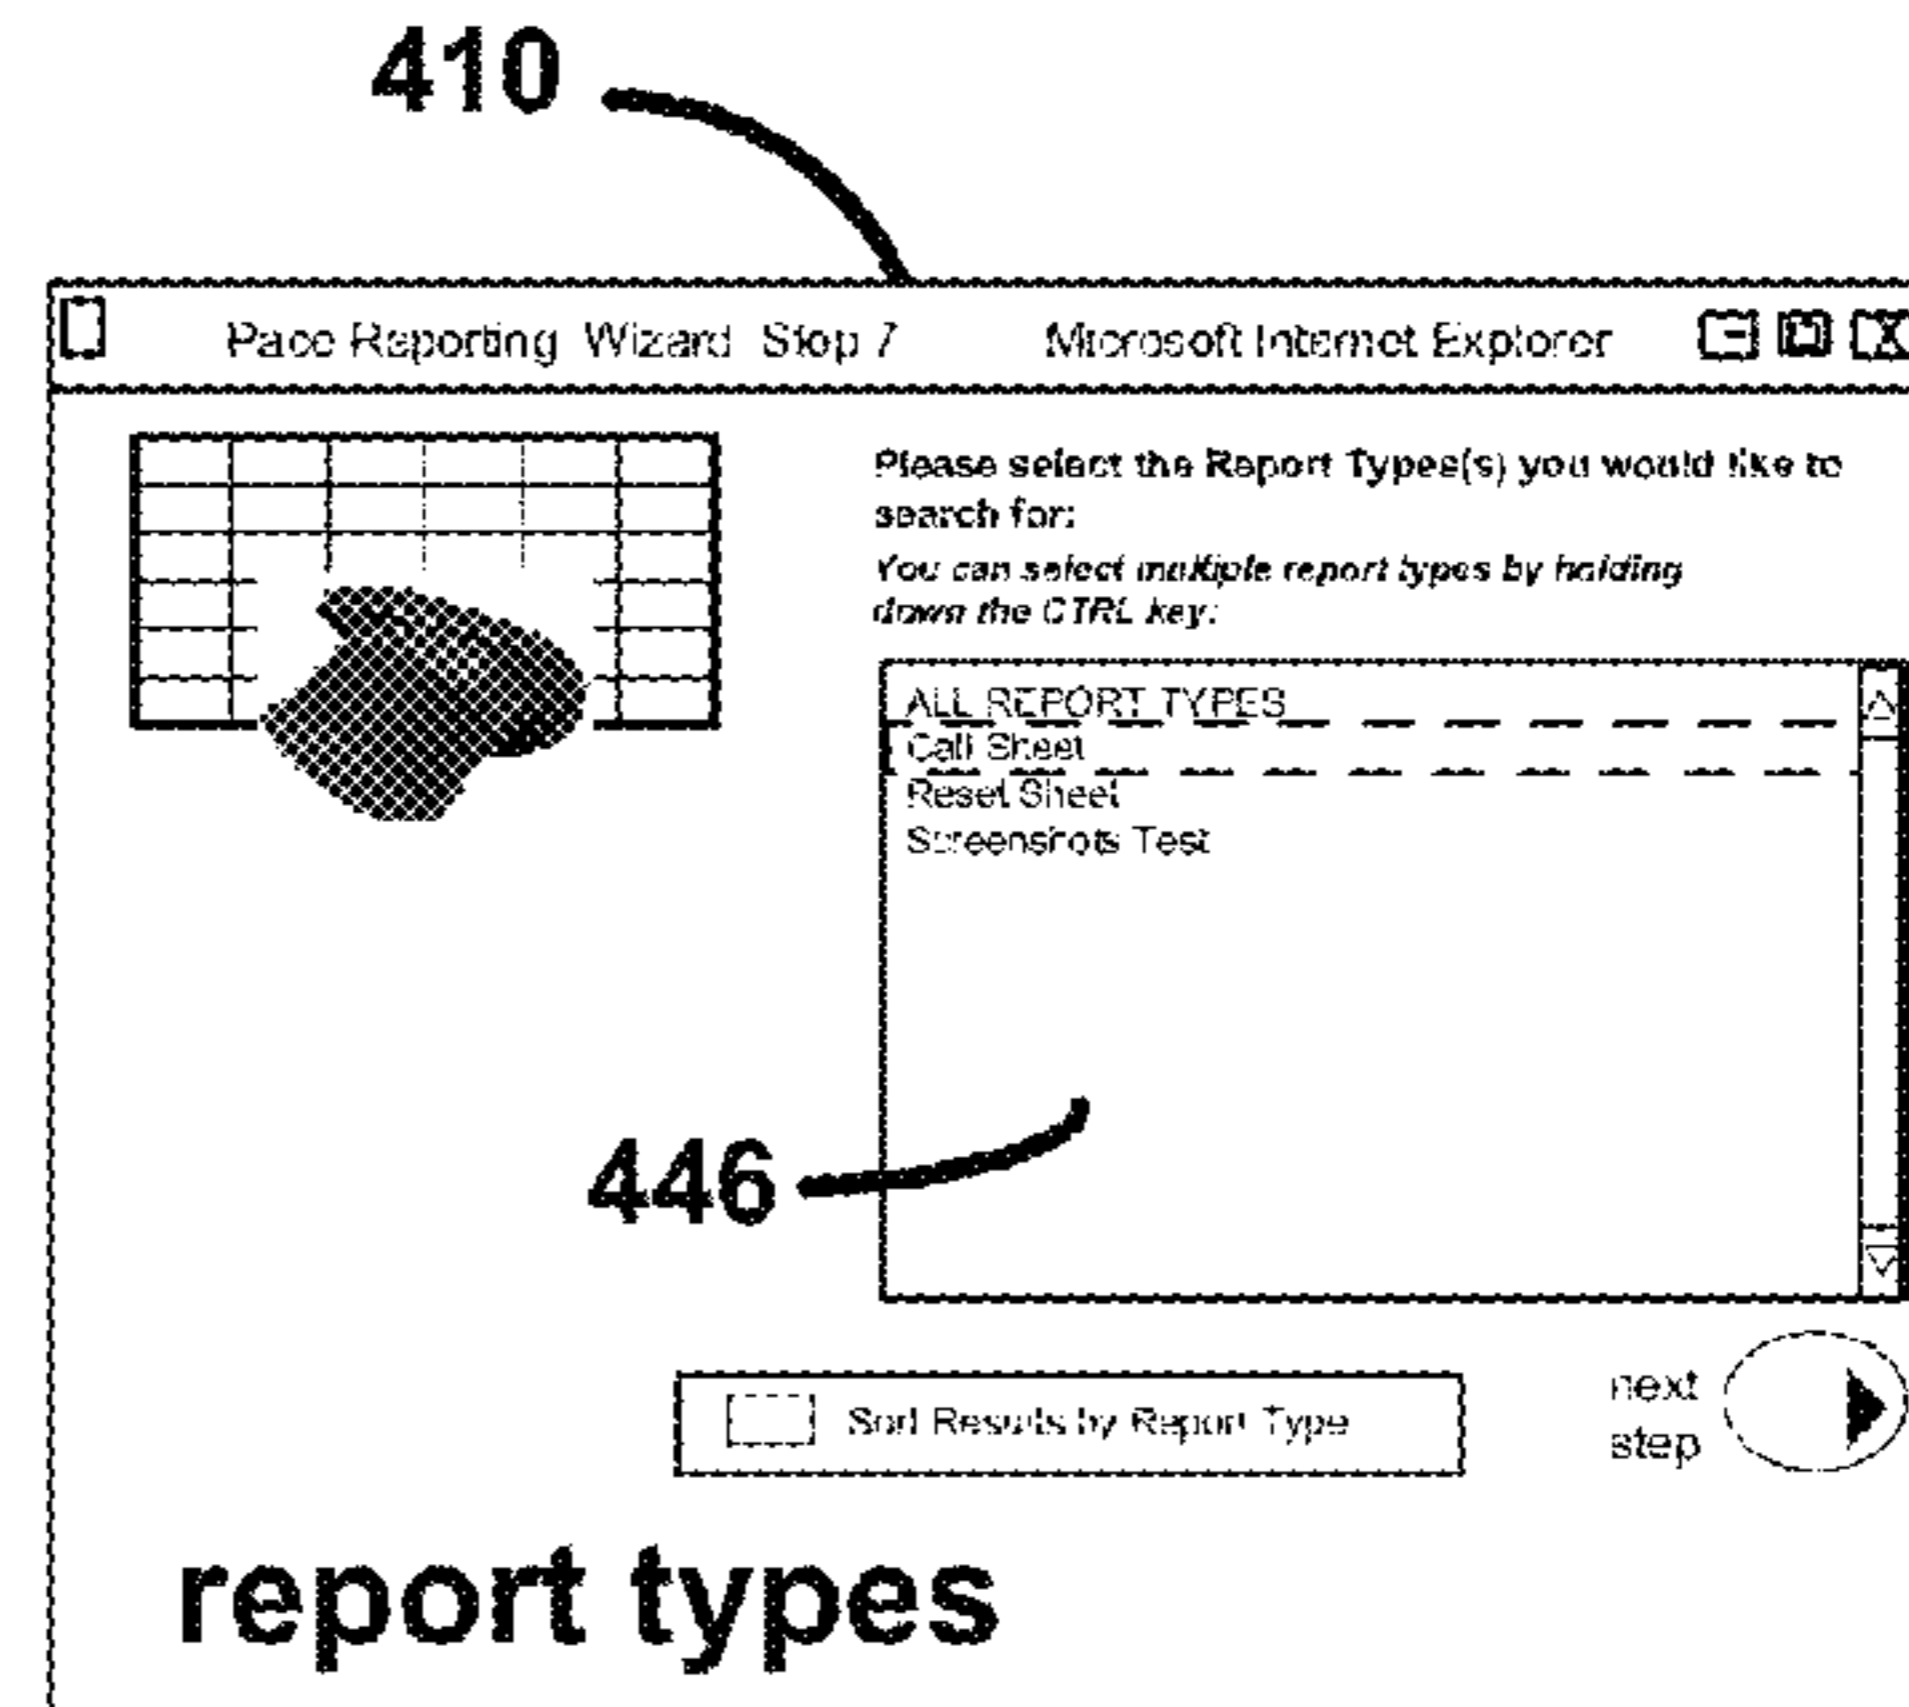 410
Pace Reporting Wizard Step 7 Microsoft Internet Explorer
Please select the Report Types(s) you would like to
search for:
You can select multiple report types by holding
down the CTRL key:
ALL REPORT TYPES
Call Sheet
Reset Sheet
Screenshots Test
446
Sort Results by Report Type
next
step
report types